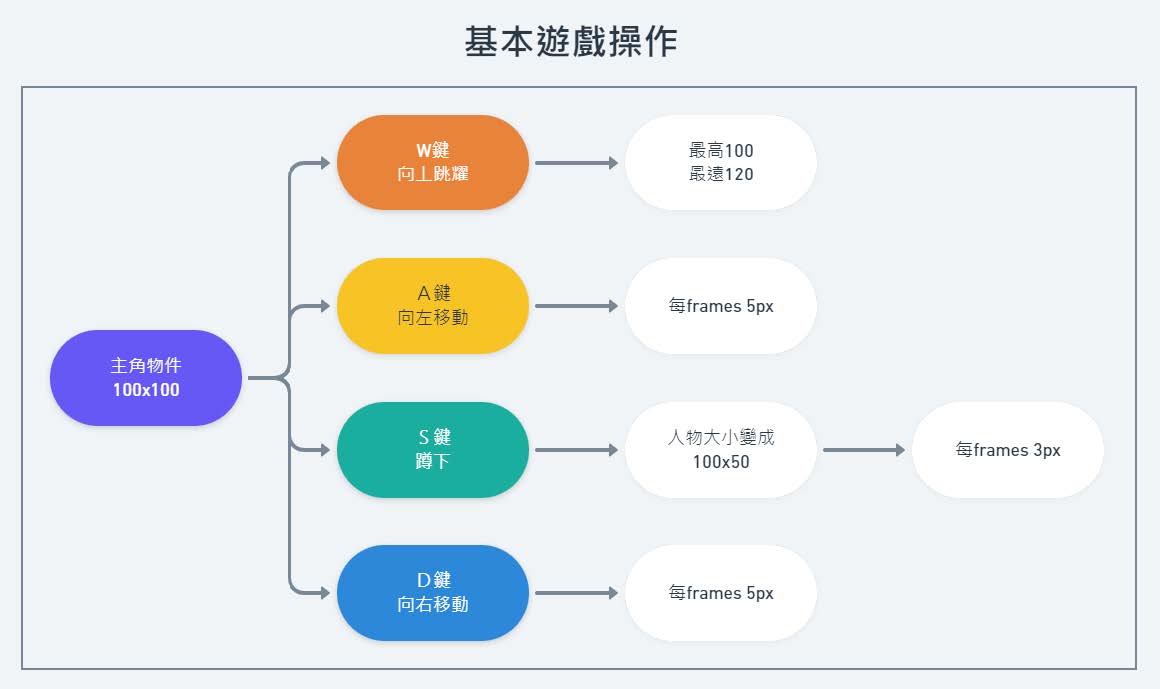 基本遊戲操作
W鍵
向上跳耀
最高100
最遠120
A鍵
向左移動
每frames 5px
主角物件
100x100
S鍵
蹲下
人物大小變成
100x50
每frames 3px
D鍵
向右移動
每frames 5px